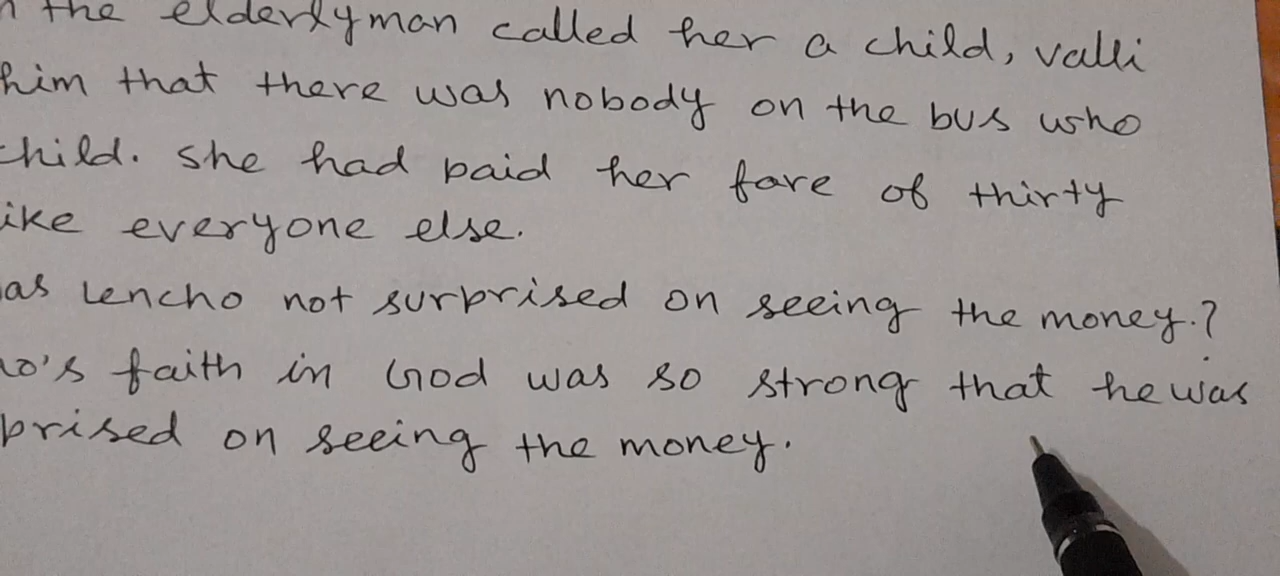 the elderlyman called her a child, valli
him that there was nobody on the bus who
child. she had paid her fare of thirty
like everyone else.
as Lencho not surprised on seeing the money.?
o's faith in God was so strong that he was
prised on seeing the money.